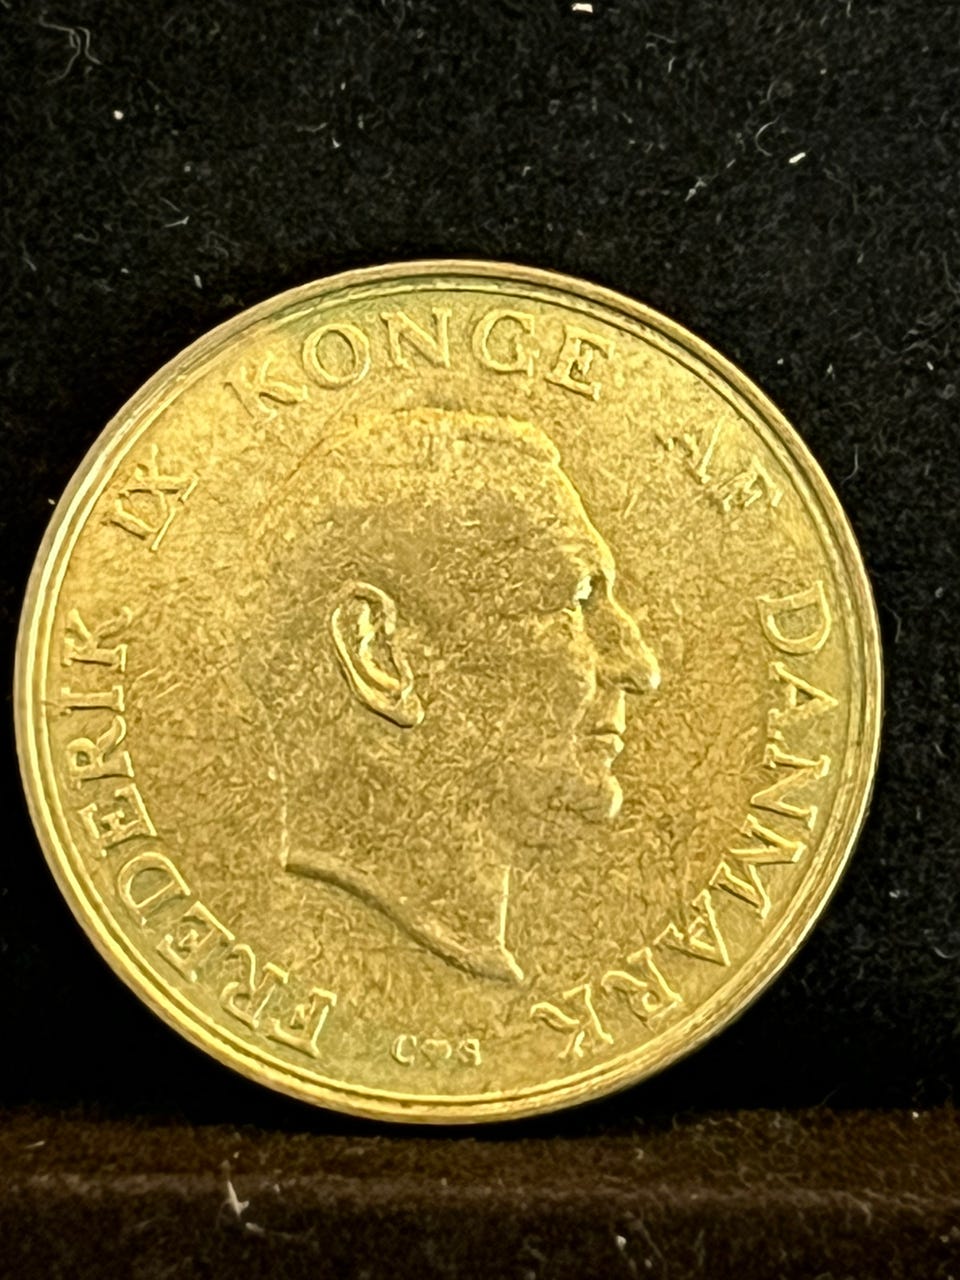 FREDERIK IX KONGE AF DANMARK
C♥S